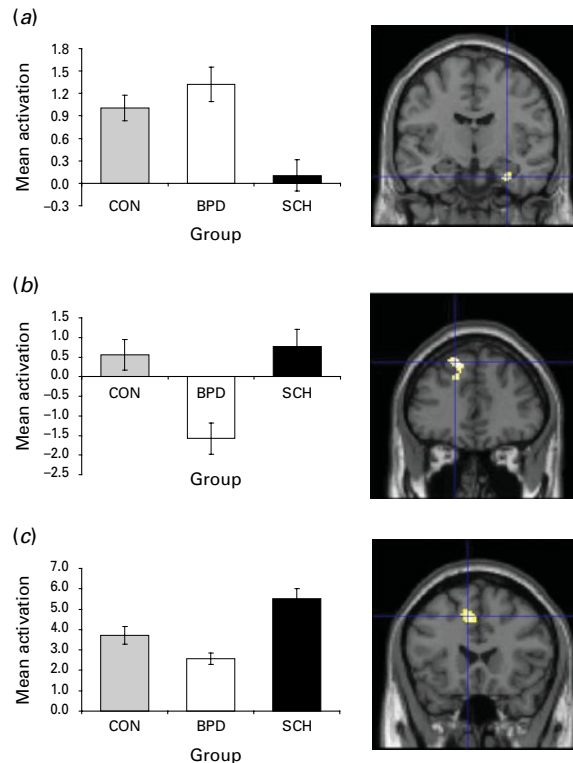 (a)
Mean activation
1.8
1.5
1.2
0.9
0.6
0.3
0.0
–0.3
CON BPD SCH
Group
(b)
Mean activation
1.5
1.0
0.5
0.0
–0.5
–1.0
–1.5
–2.0
–2.5
CON BPD SCH
Group
(c)
Mean activation
7.0
6.0
5.0
4.0
3.0
2.0
1.0
0.0
CON BPD SCH
Group